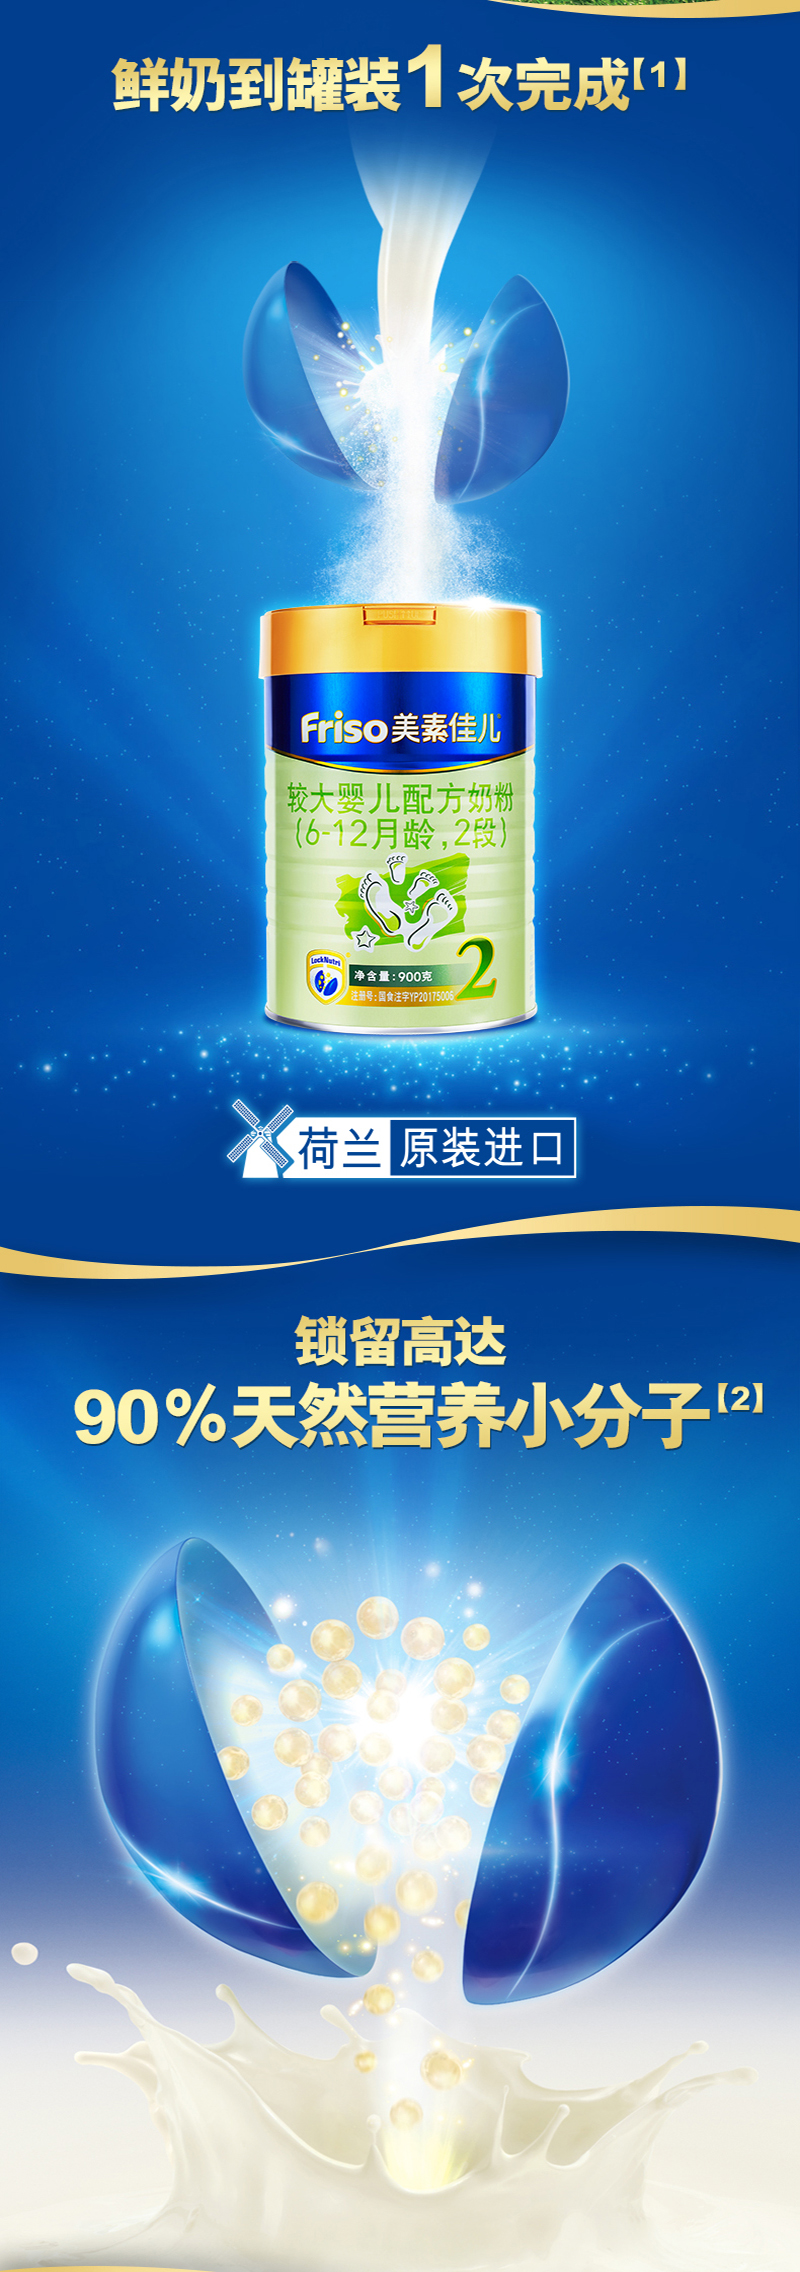 鲜奶到罐装1次完成【1】
Friso美素佳儿
较大婴儿配方奶粉
(6-12月龄,2段)
LockNutri
净含量:900克
注册号:国食注字YP20175006
2
荷兰 原装进口
锁留高达
90%天然营养小分子【2】